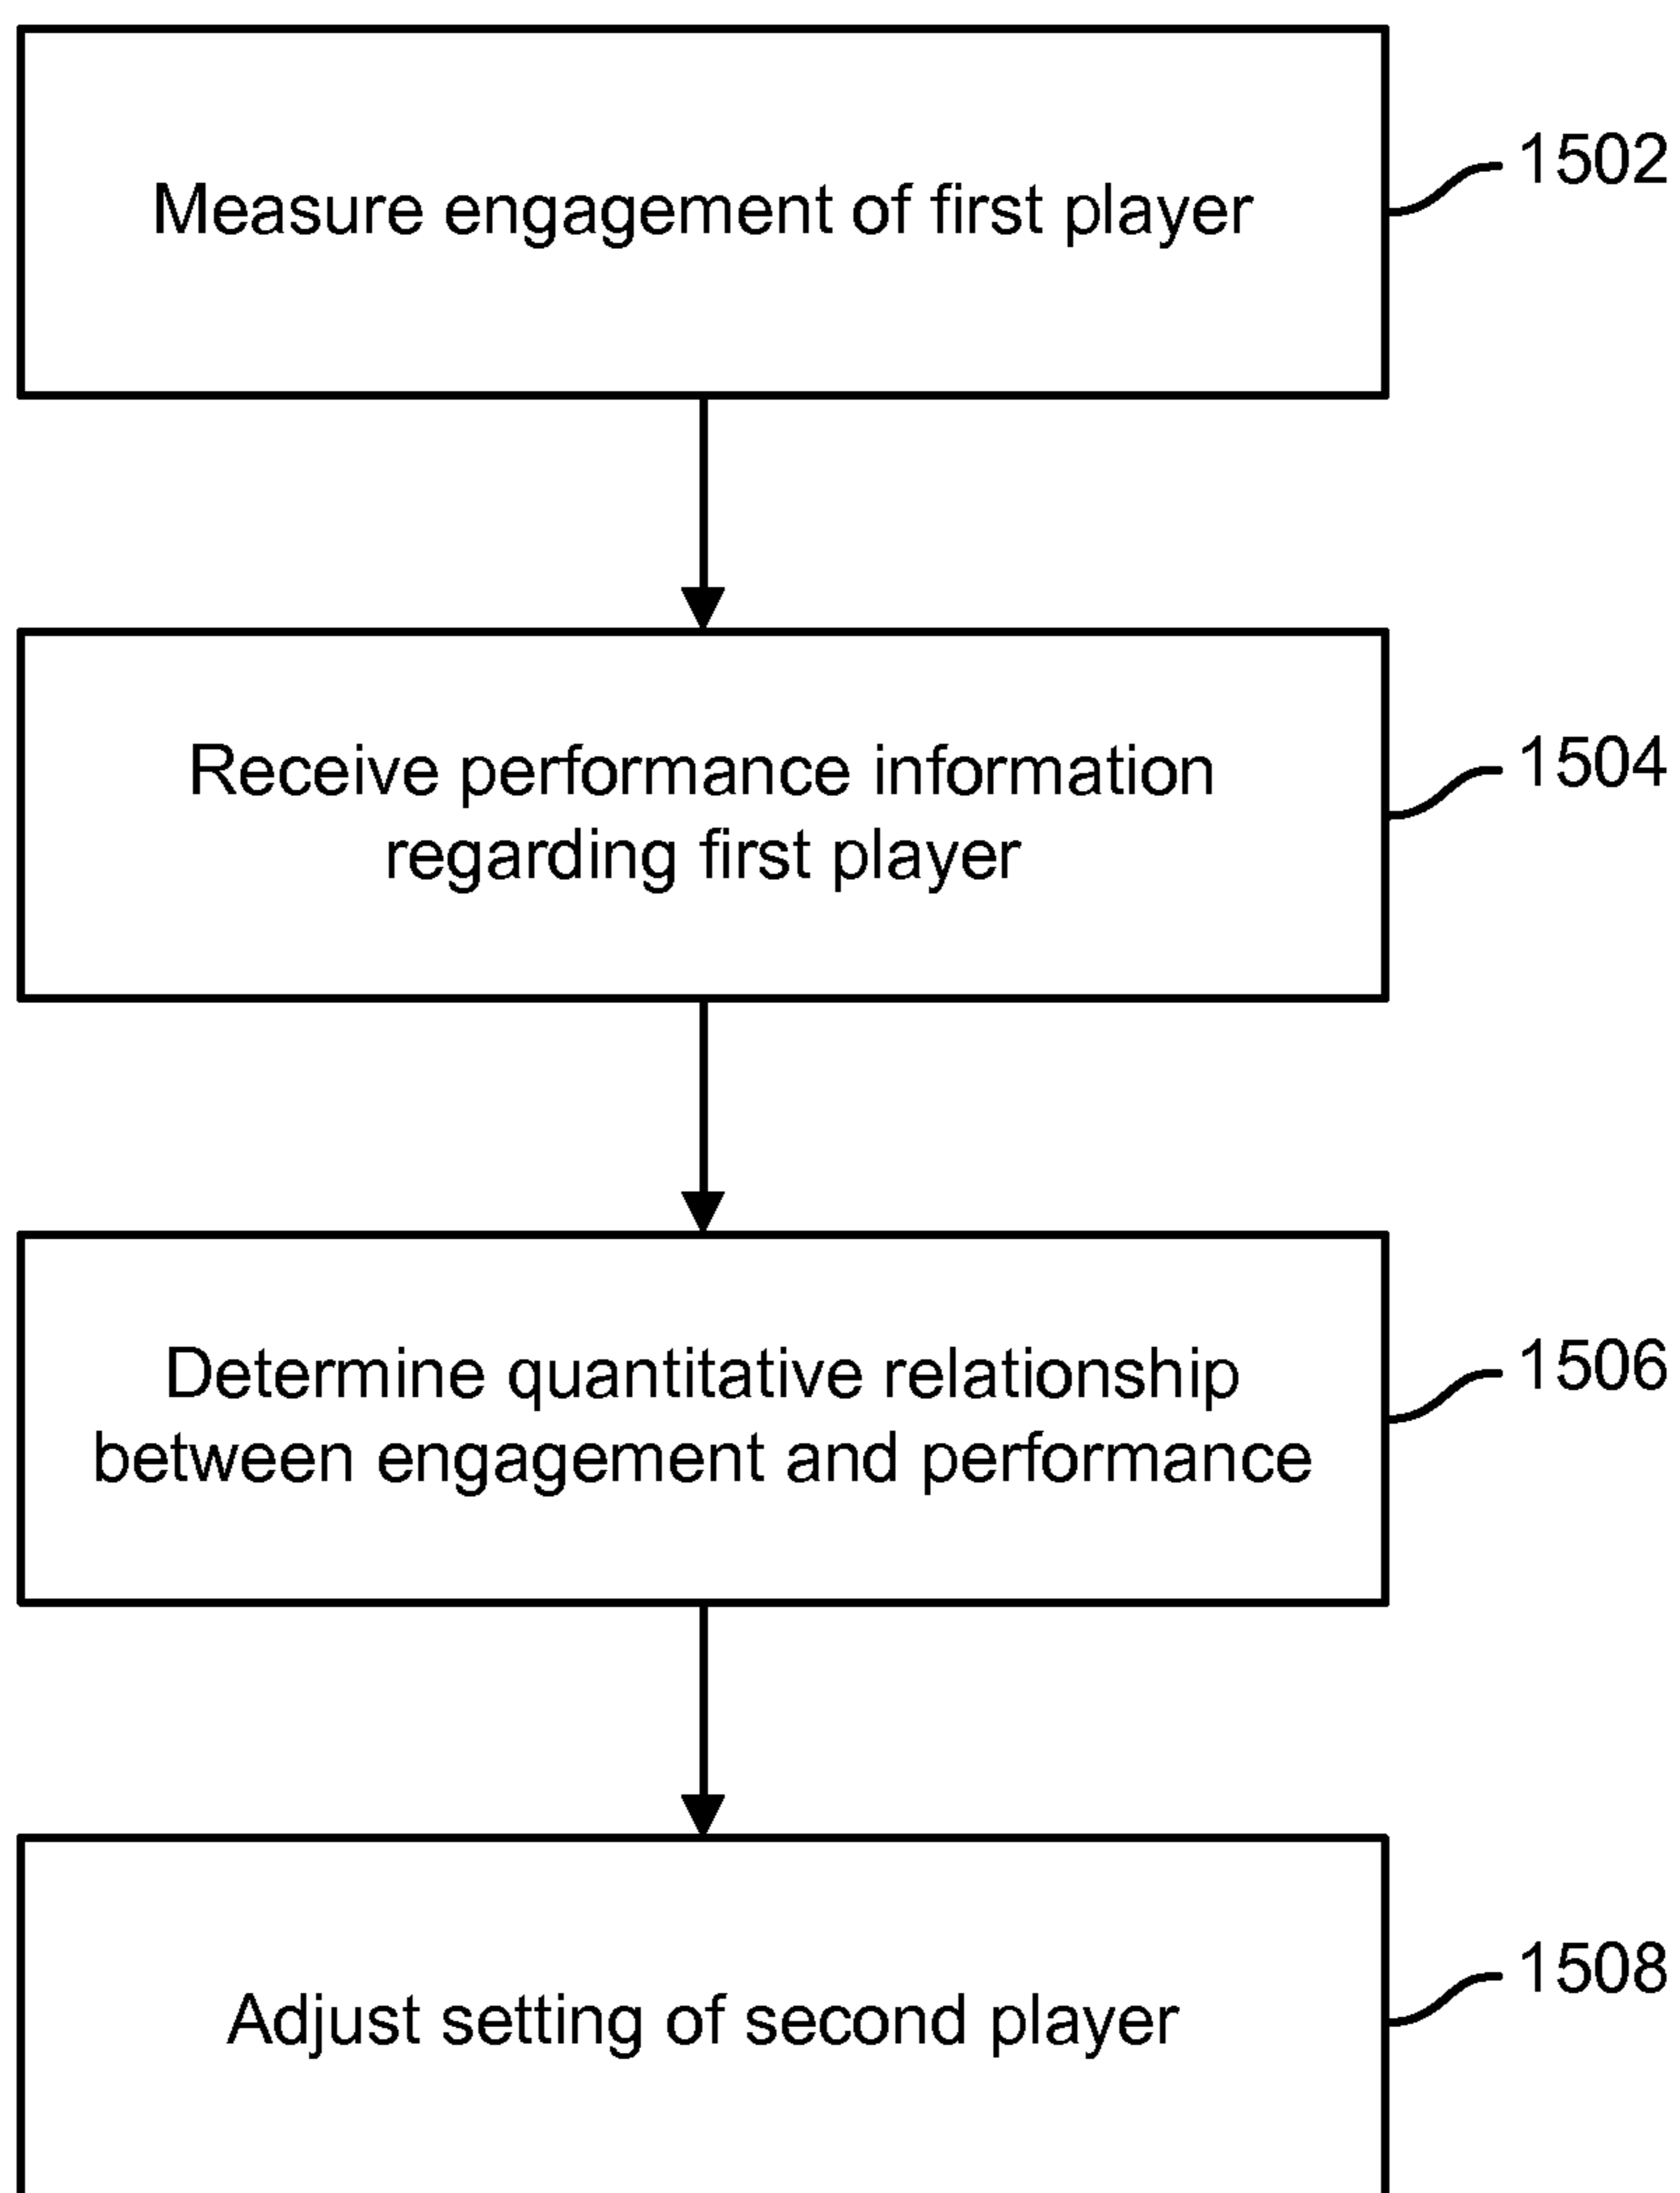 Measure engagement of first player
1502
Receive performance information
regarding first player
1504
Determine quantitative relationship
between engagement and performance
1506
Adjust setting of second player
1508